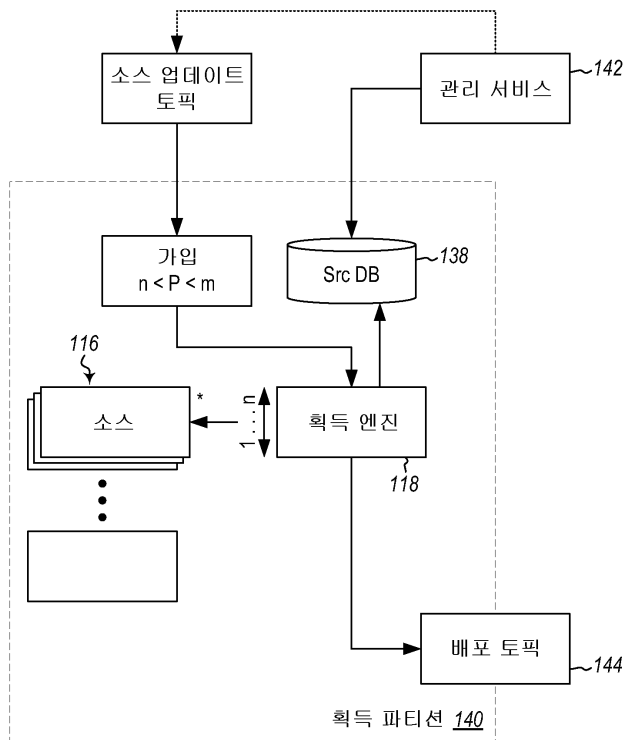 소스 업데이트
토픽
관리 서비스
142
가입
n < P < m
Src DB
138
116
소스
*
1....n
획득 엔진
118
배포 토픽
144
획득 파티션 140